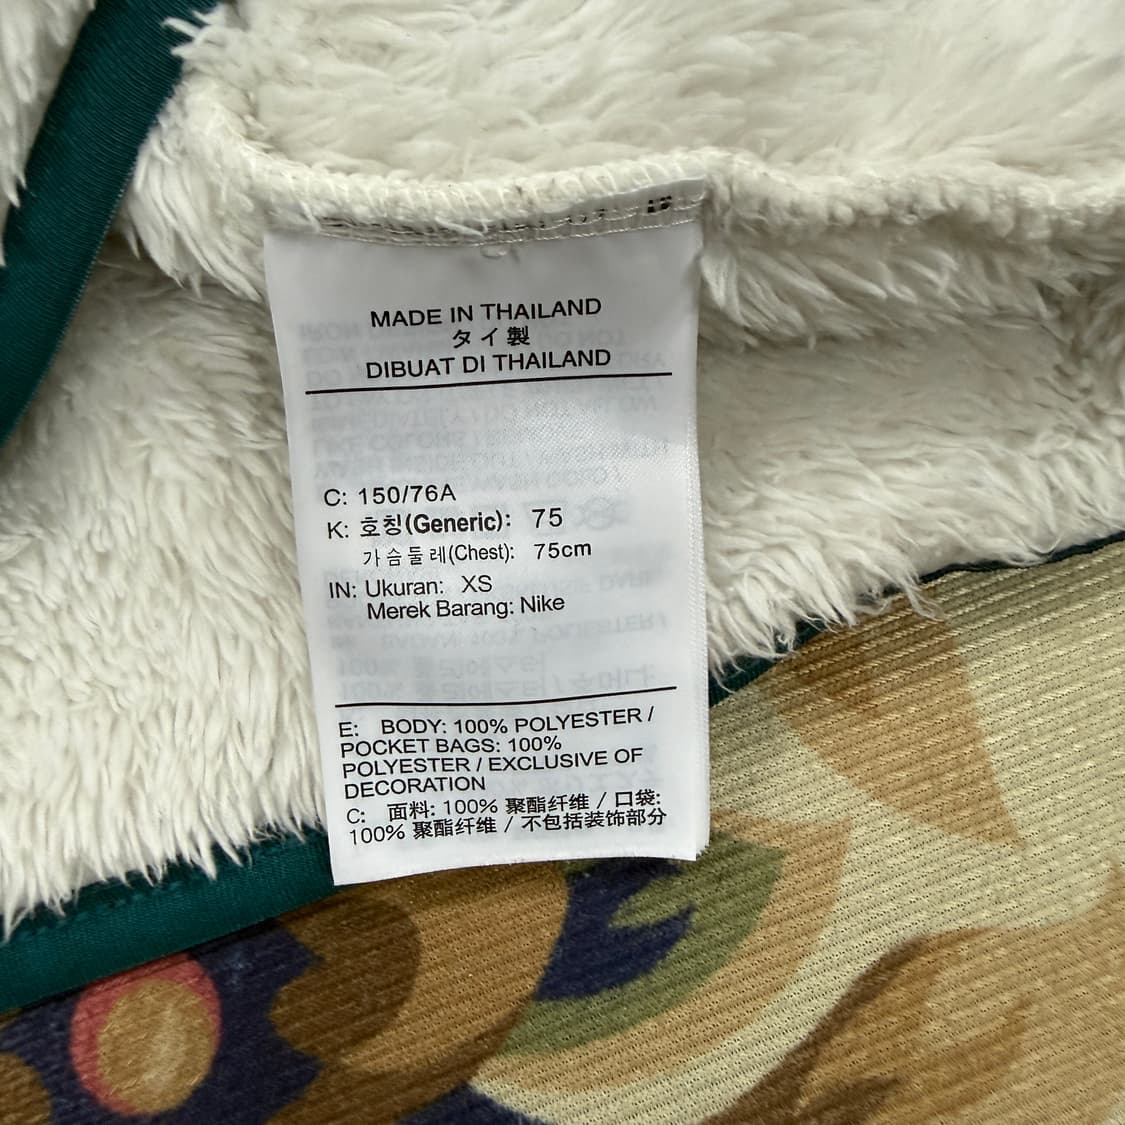 MADE IN THAILAND
タイ製
DIBUAT DI THAILAND
C: 150/76A
K: 호칭(Generic): 75
가슴둘레(Chest): 75cm
IN: Ukuran: XS
Merek Barang: Nike
E: BODY: 100% POLYESTER /
POCKET BAGS: 100%
POLYESTER / EXCLUSIVE OF
DECORATION
C: 面料: 100% 聚酯纤维 / 口袋:
100% 聚酯纤维 / 不包括装饰部分